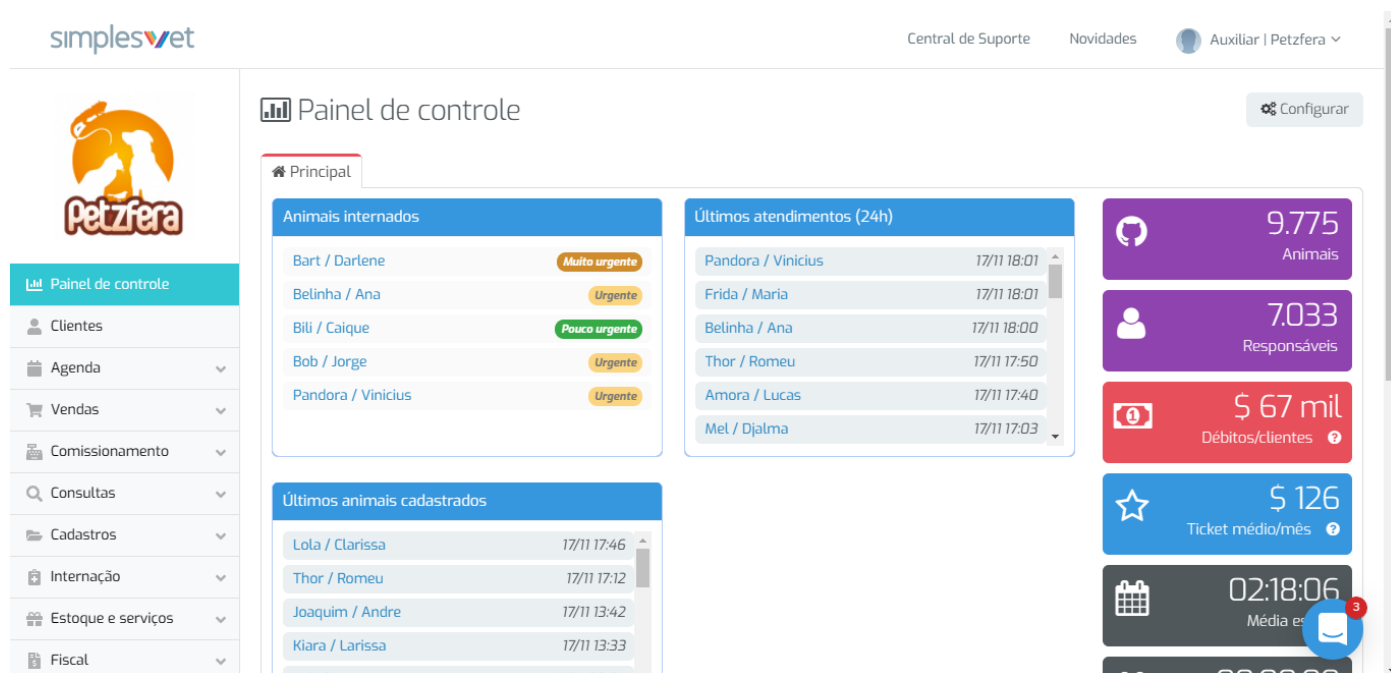 simplesvet
Central de Suporte
Novidades
Auxiliar | Petzfera
Petzfera
Painel de controle
Clientes
Agenda
Vendas
Comissionamento
Consultas
Cadastros
Internação
Estoque e serviços
Fiscal
Painel de controle
Configurar
Principal
Animais internados
Bart / Darlene Muito urgente
Belinha / Ana Urgente
Bili / Caique Pouco urgente
Bob / Jorge Urgente
Pandora / Vinicius Urgente
Últimos atendimentos (24h)
Pandora / Vinicius 17/11 18:01
Frida / Maria 17/11 18:01
Belinha / Ana 17/11 18:00
Thor / Romeu 17/11 17:50
Amora / Lucas 17/11 17:40
Mel / Djalma 17/11 17:03
Últimos animais cadastrados
Lola / Clarissa 17/11 17:46
Thor / Romeu 17/11 17:12
Joaquim / Andre 17/11 13:42
Kiara / Larissa 17/11 13:33
9.775
Animais
7.033
Responsáveis
$ 67 mil
Débitos/clientes
$ 126
Ticket médio/mês
02:18:06
Média
3